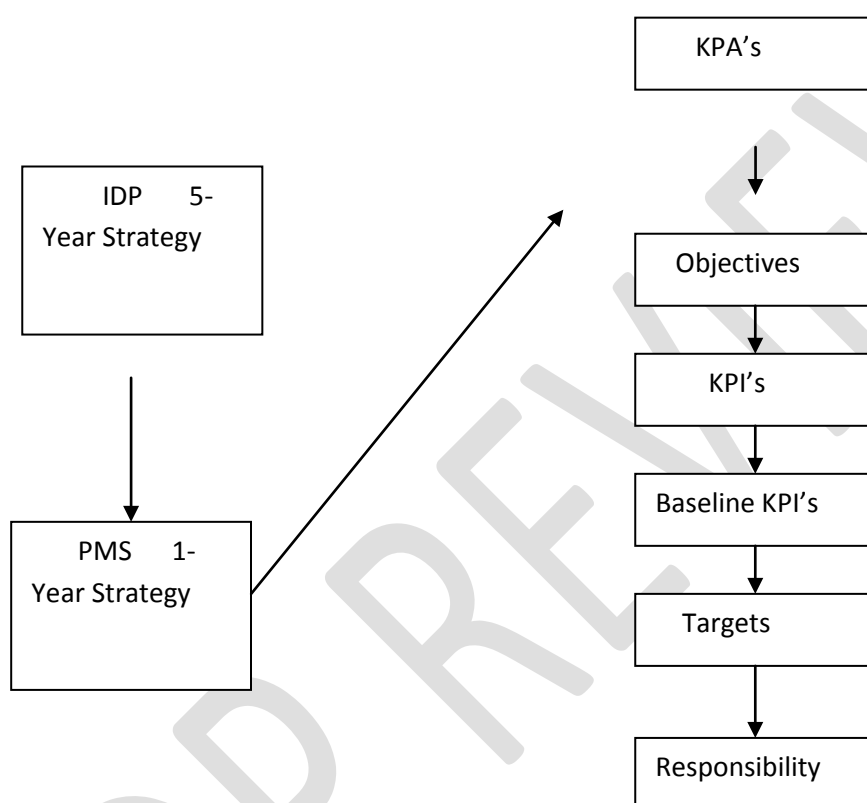 KPA’s
IDP 5-
Year Strategy
Objectives
KPI’s
Baseline KPI’s
PMS 1-
Year Strategy
Targets
Responsibility